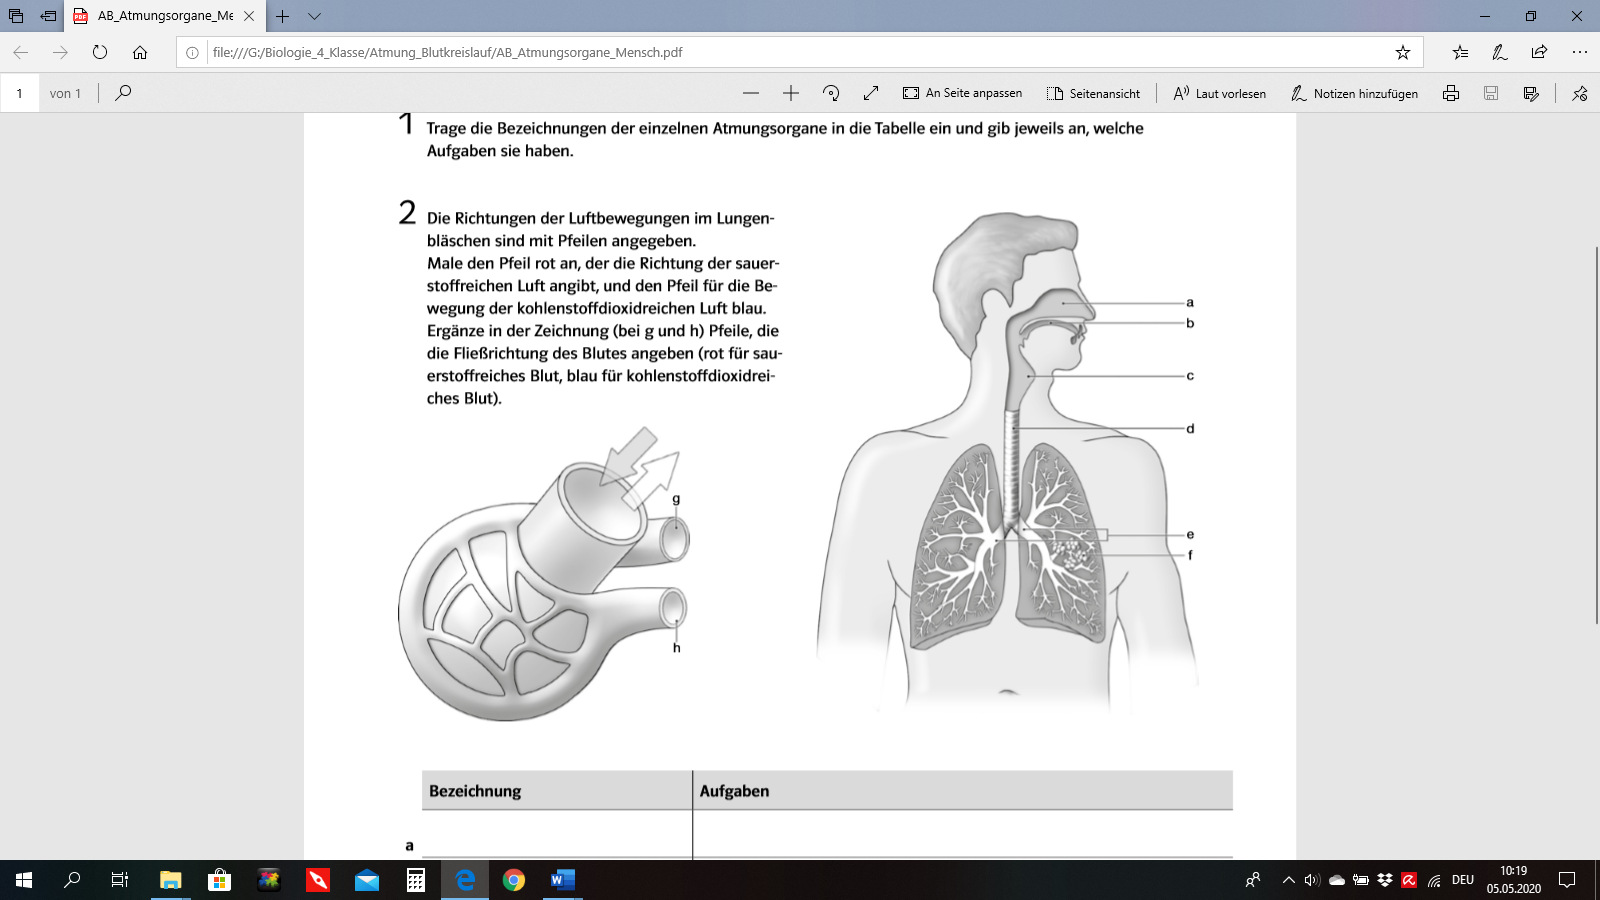 AB_Atmungsorgane_Me
file:///G:/Biologie_4_Klasse/Atmung_Blutkreislauf/AB_Atmungsorgane_Mensch.pdf
1 von 1 An Seite anpassen Seitenansicht Laut vorlesen Notizen hinzufügen
1 Trage die Bezeichnungen der einzelnen Atmungsorgane in die Tabelle ein und gib jeweils an, welche
Aufgaben sie haben.
2 Die Richtungen der Luftbewegungen im Lungen-
bläschen sind mit Pfeilen angegeben.
Male den Pfeil rot an, der die Richtung der sauer-
stoffreichen Luft angibt, und den Pfeil für die Be-
wegung der kohlenstoffdioxidreichen Luft blau.
Ergänze in der Zeichnung (bei g und h) Pfeile, die
die Fließrichtung des Blutes angeben (rot für sau-
erstoffreiches Blut, blau für kohlenstoffdioxidrei-
ches Blut).
a
b
c
d
e
f
g
h
Bezeichnung Aufgaben
a
DEU
10:19
05.05.2020